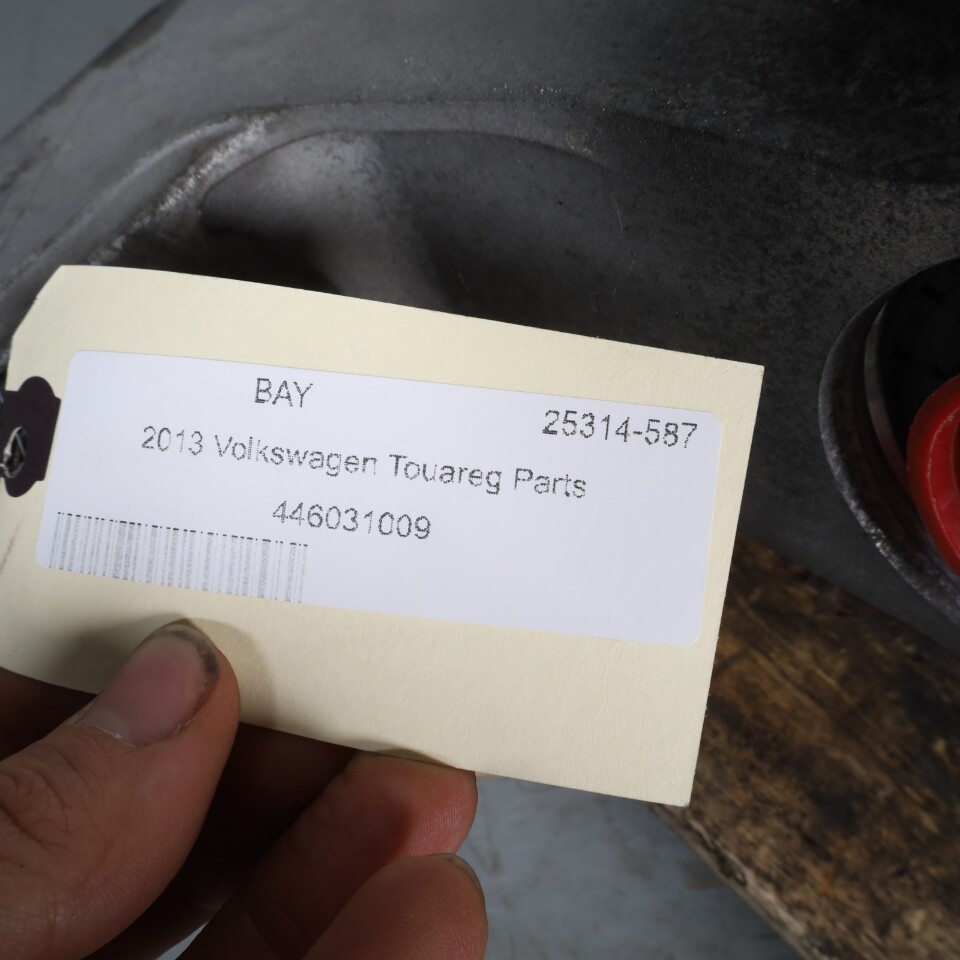 BAY
25314-587
2013 Volkswagen Touareg Parts
446031009